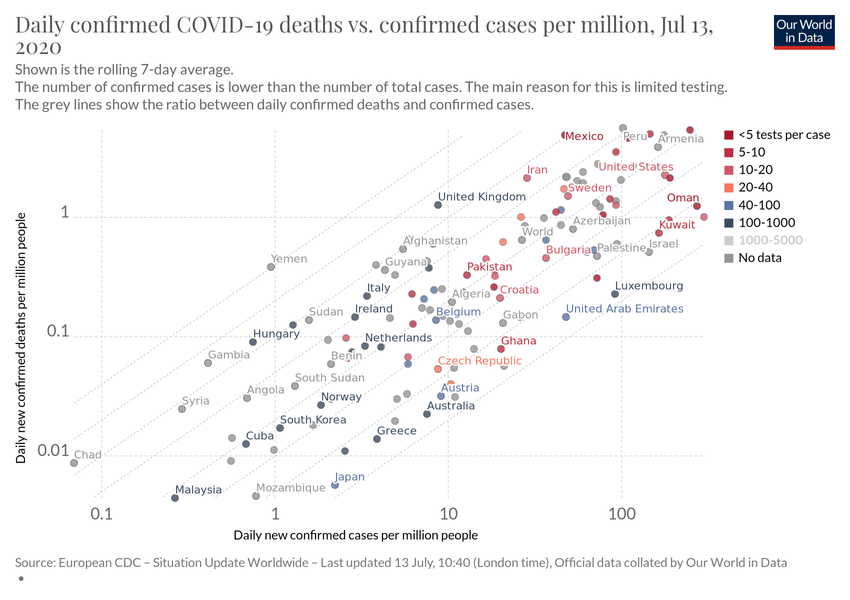 Daily confirmed COVID-19 deaths vs. confirmed cases per million, Jul 13,
2020
Our World
in Data
Shown is the rolling 7-day average.
The number of confirmed cases is lower than the number of total cases. The main reason for this is limited testing.
The grey lines show the ratio between daily confirmed deaths and confirmed cases.
<5 tests per case
5-10
10-20
20-40
40-100
100-1000
1000-5000
No data
Daily new confirmed deaths per million people
1
0.1
0.01
Mexico
Peru
Armenia
Iran
United States
Sweden
United Kingdom
Oman
Azerbaijan
Kuwait
World
Afghanistan
Bulgaria
Palestine
Israel
Yemen
Guyana
Pakistan
Italy
Algeria
Croatia
Luxembourg
Sudan
Ireland
Belgium
Gabon
United Arab Emirates
Hungary
Netherlands
Ghana
Gambia
Benin
Czech Republic
South Sudan
Angola
Austria
Syria
Norway
Australia
South Korea
Cuba
Greece
Chad
Japan
Malaysia
Mozambique
0.1
1
10
100
Daily new confirmed cases per million people
Source: European CDC – Situation Update Worldwide – Last updated 13 July, 10:40 (London time), Official data collated by Our World in Data